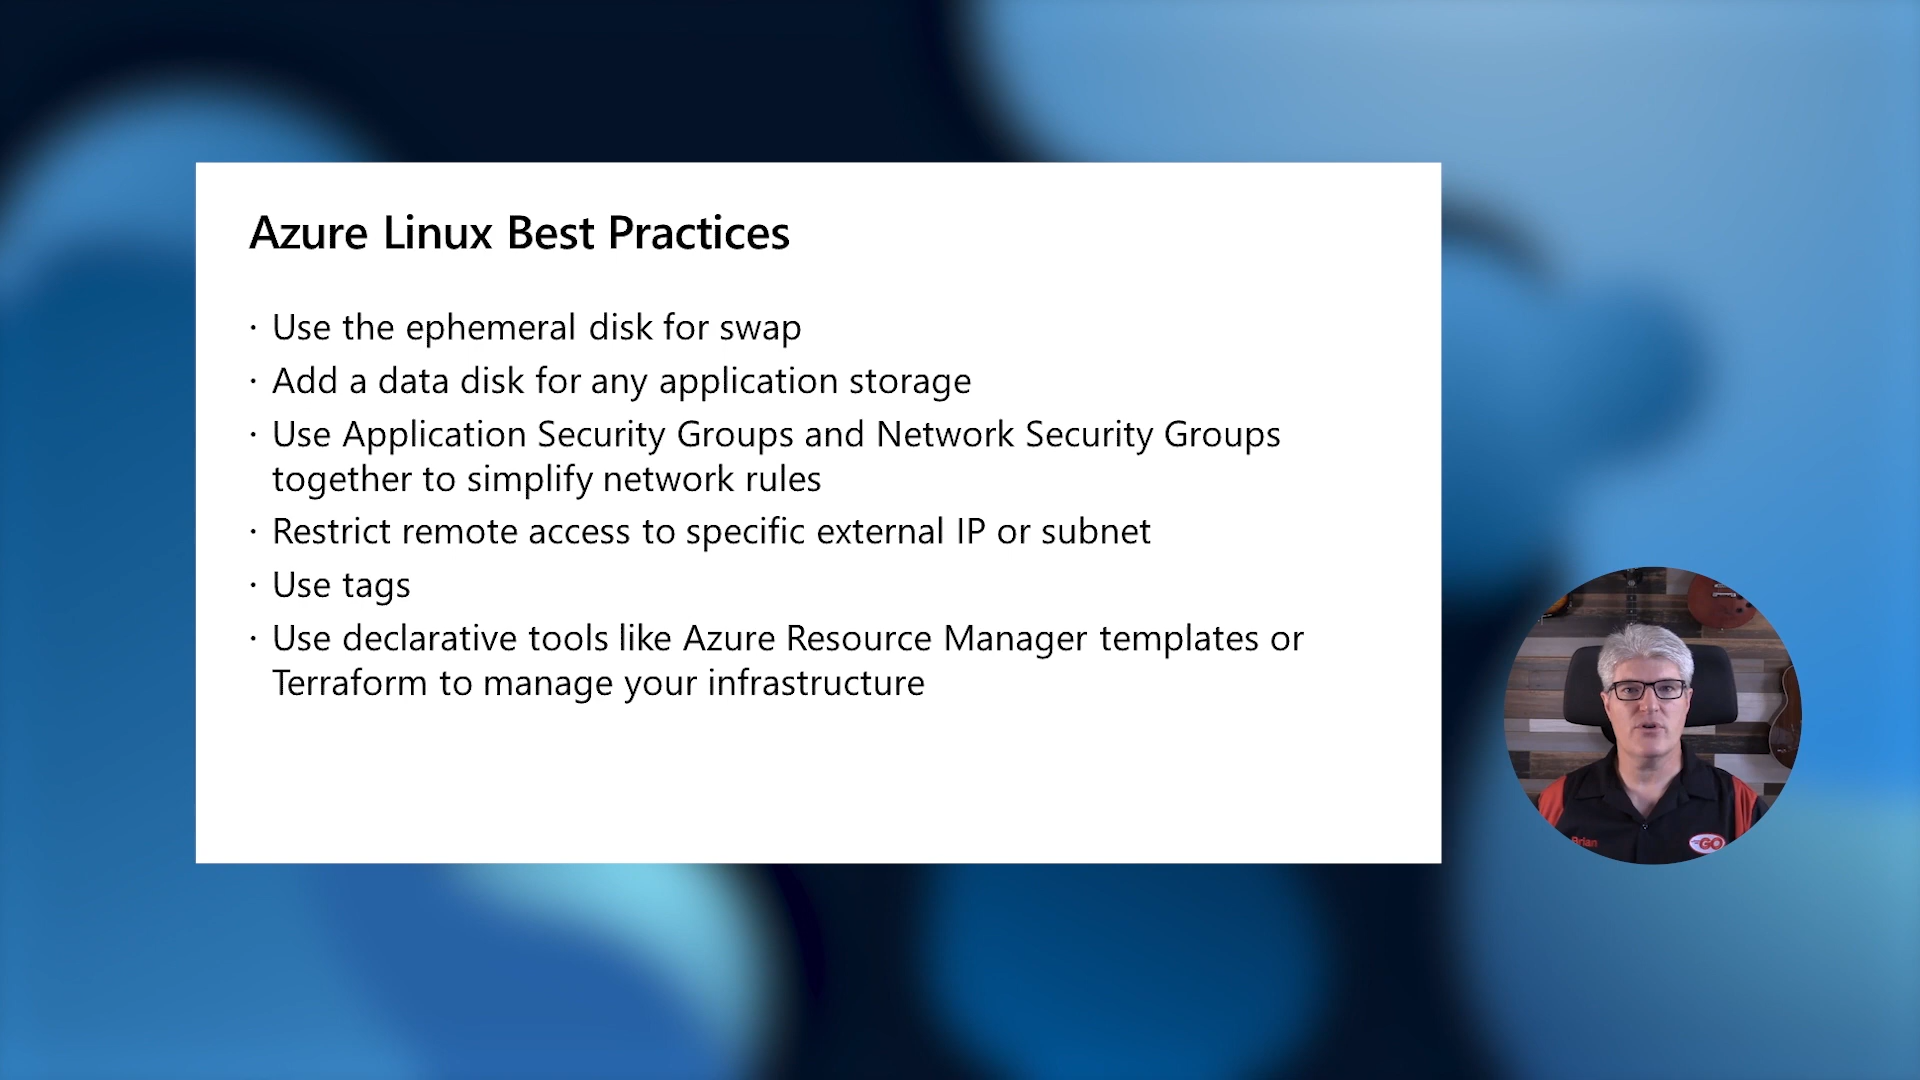 Azure Linux Best Practices
· Use the ephemeral disk for swap
· Add a data disk for any application storage
· Use Application Security Groups and Network Security Groups
together to simplify network rules
· Restrict remote access to specific external IP or subnet
· Use tags
· Use declarative tools like Azure Resource Manager templates or
Terraform to manage your infrastructure
Brian
GO